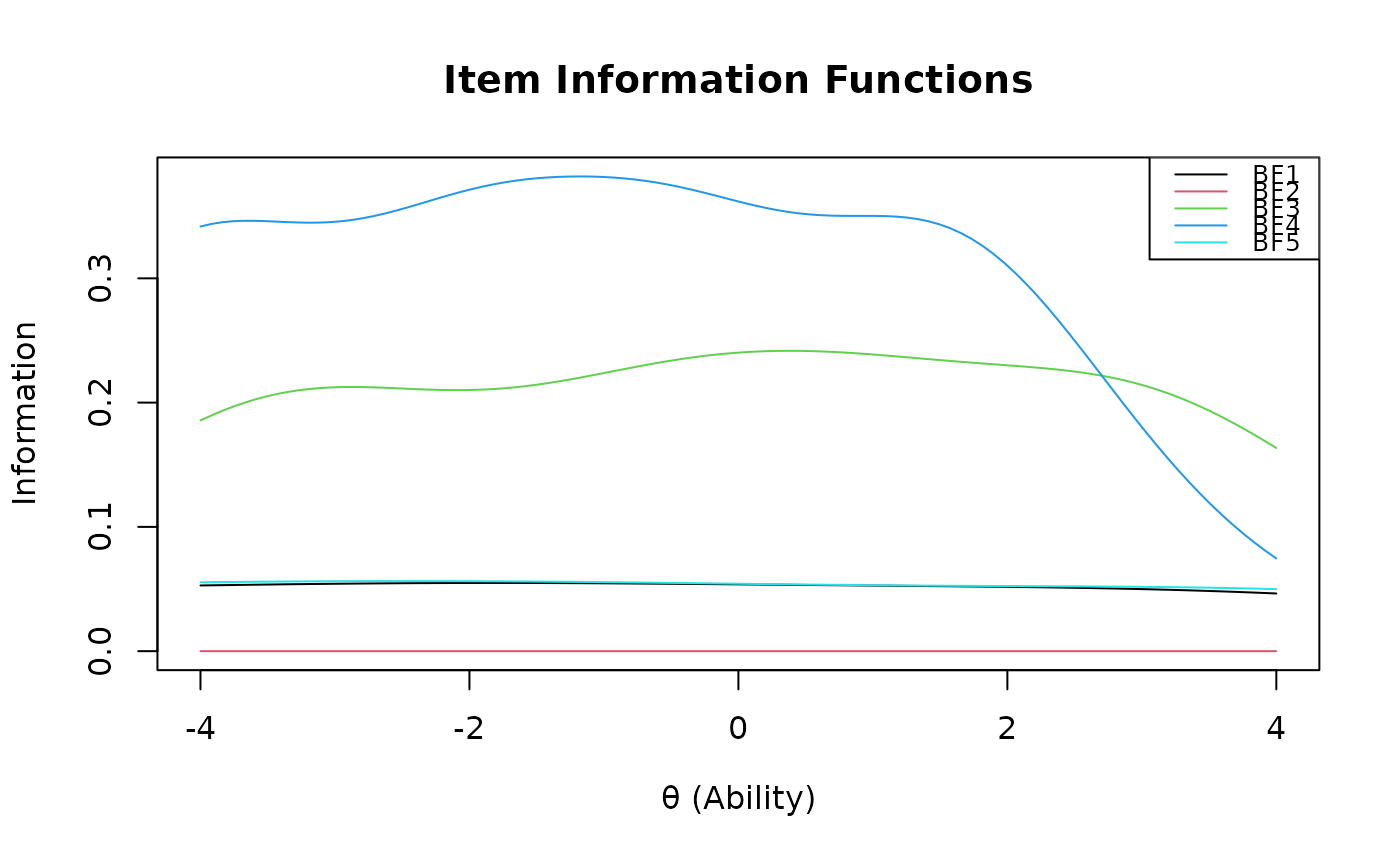 Item Information Functions
BF1
BF2
BF3
BF4
BF5
Information
0.3
0.2
0.1
0.0
-4 -2 0 2 4
θ (Ability)